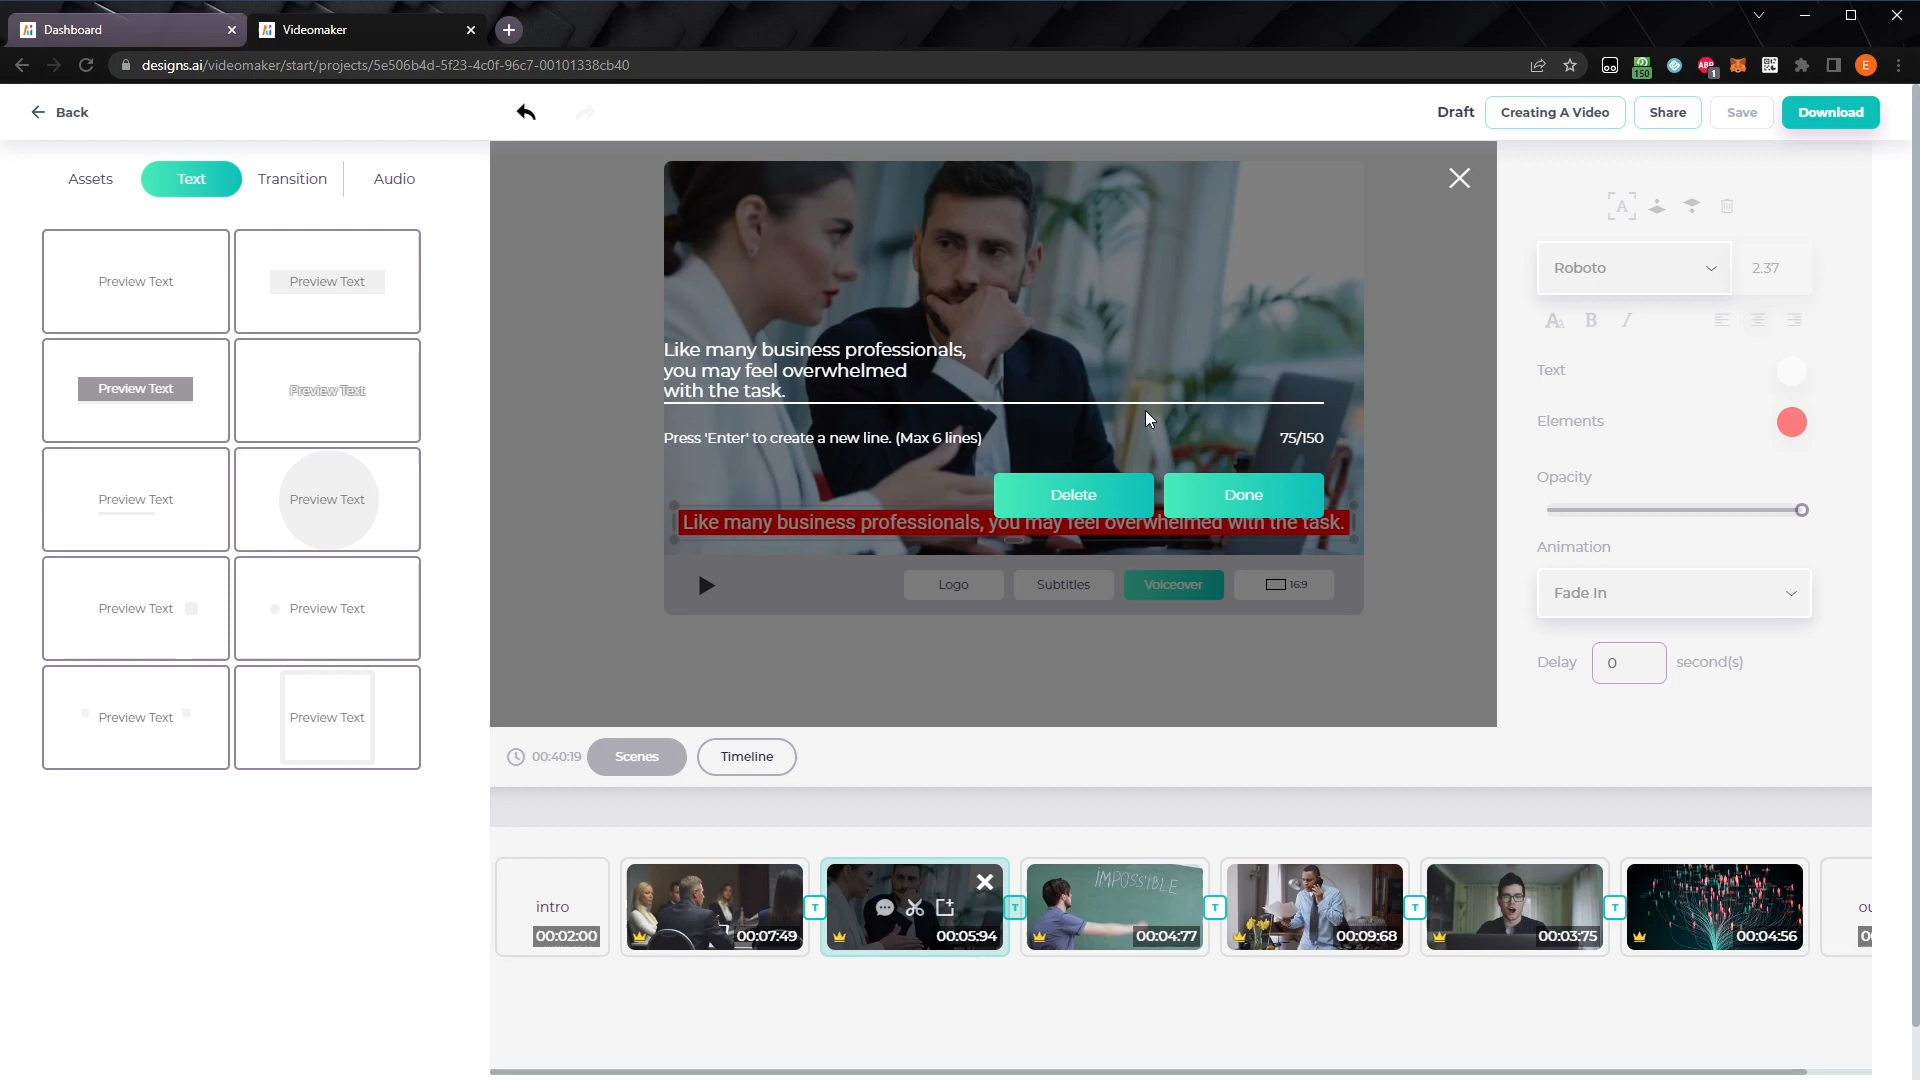 Dashboard
Videomaker
designs.ai/videomaker/start/projects/5e506b4d-5f23-4c0f-96c7-00101338cb40
150
ABP
1
E
Back
Draft
Creating A Video
Share
Save
Download
Assets
Text
Transition
Audio
Preview Text
Preview Text
Preview Text
Preview Text
Preview Text
Preview Text
Preview Text
Preview Text
Preview Text
Preview Text
Like many business professionals,
you may feel overwhelmed
with the task.
Press 'Enter' to create a new line. (Max 6 lines)
75/150
Delete
Done
Like many business professionals, you may feel overwhelmed with the task.
Logo
Subtitles
Voiceover
16:9
A
Roboto
2.37
AA
B
I
Text
Elements
Opacity
Animation
Fade In
Delay
0
second(s)
00:40:19
Scenes
Timeline
intro
00:02:00
00:07:49
T
00:05:94
T
IMPOSSIBLE
00:04:77
T
00:09:68
T
00:03:75
T
00:04:56